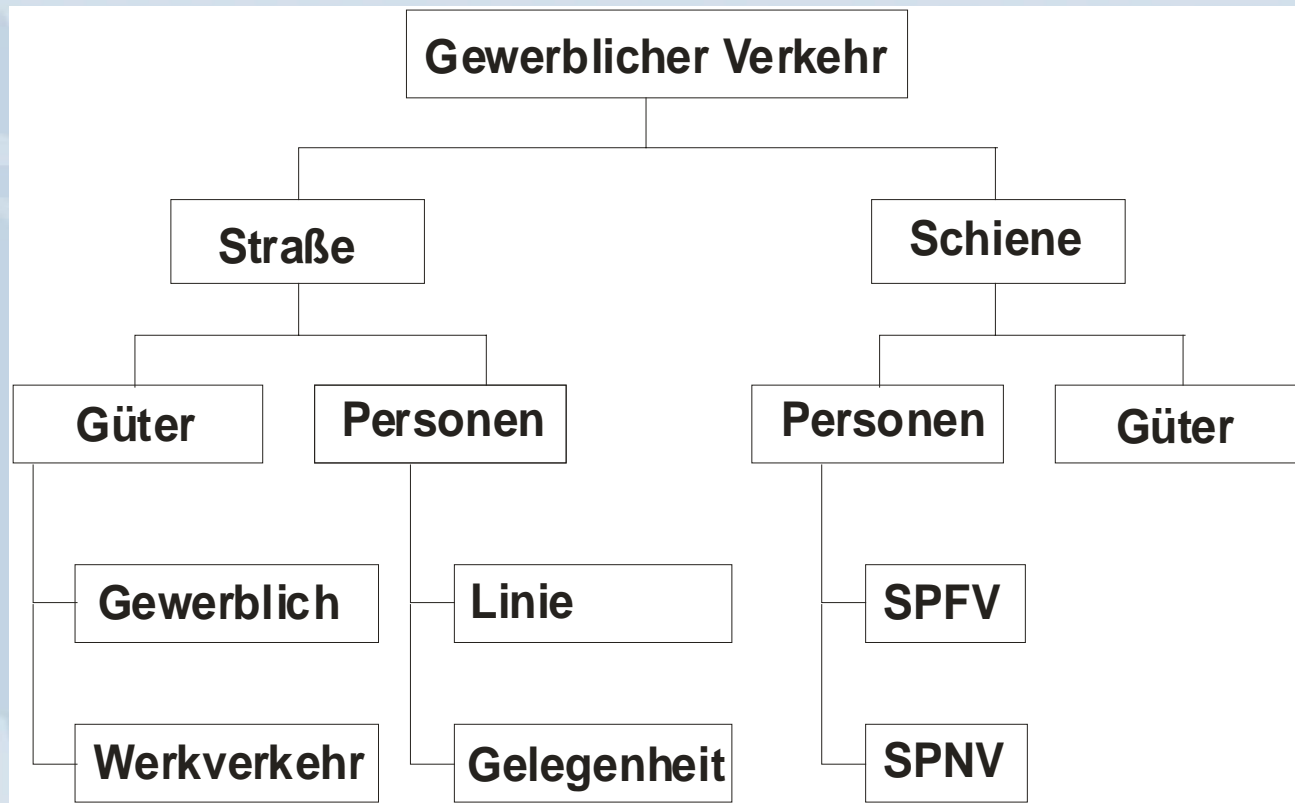 Gewerblicher Verkehr
Straße
Schiene
Güter
Personen
Personen
Güter
Gewerblich
Linie
SPFV
Werkverkehr
Gelegenheit
SPNV